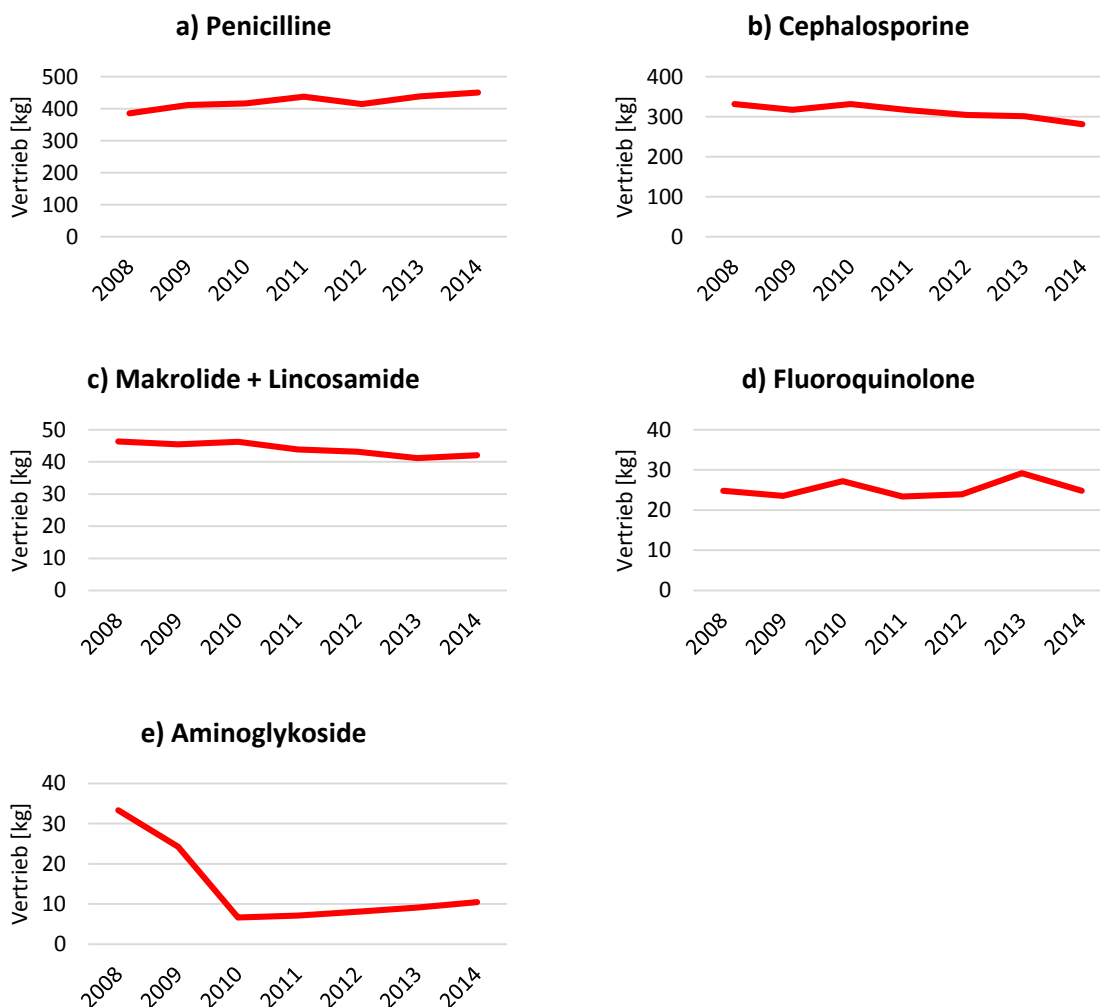 a) Penicilline
Vertrieb [kg]
500
400
300
200
100
0
2008 2009 2010 2011 2012 2013 2014
b) Cephalosporine
Vertrieb [kg]
400
300
200
100
0
2008 2009 2010 2011 2012 2013 2014
c) Makrolide + Lincosamide
Vertrieb [kg]
50
40
30
20
10
0
2008 2009 2010 2011 2012 2013 2014
d) Fluoroquinolone
Vertrieb [kg]
40
30
20
10
0
2008 2009 2010 2011 2012 2013 2014
e) Aminoglykoside
Vertrieb [kg]
40
30
20
10
0
2008 2009 2010 2011 2012 2013 2014